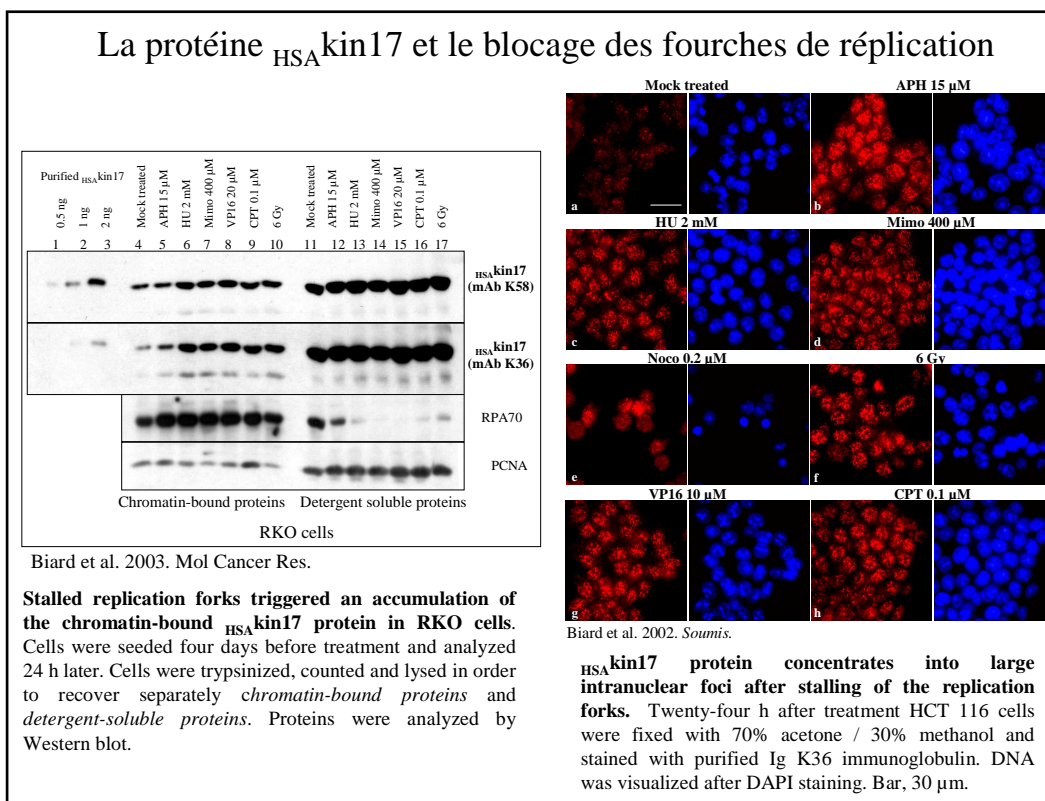 La protéine HSAkin17 et le blocage des fourches de réplication
Purified HSAkin17
0.5 ng
1 ng
2 ng
Mock treated
APH 15 µM
HU 2 mM
Mimo 400 µM
VP16 20 µM
CPT 0.1 µM
6 Gy
Mock treated
APH 15 µM
HU 2 mM
Mimo 400 µM
VP16 20 µM
CPT 0.1 µM
6 Gy
1 2 3 4 5 6 7 8 9 10 11 12 13 14 15 16 17
HSAkin17
(mAb K58)
HSAkin17
(mAb K36)
RPA70
PCNA
Chromatin-bound proteins Detergent soluble proteins
RKO cells
Biard et al. 2003. Mol Cancer Res.
Stalled replication forks triggered an accumulation of
the chromatin-bound HSAkin17 protein in RKO cells.
Cells were seeded four days before treatment and analyzed
24 h later. Cells were trypsinized, counted and lysed in order
to recover separately chromatin-bound proteins and
detergent-soluble proteins. Proteins were analyzed by
Western blot.
Mock treated APH 15 µM
a b
HU 2 mM Mimo 400 µM
c d
Noco 0.2 µM 6 Gy
e f
VP16 10 µM CPT 0.1 µM
g h
Biard et al. 2002. Soumis.
HSAkin17 protein concentrates into large
intranuclear foci after stalling of the replication
forks. Twenty-four h after treatment HCT 116 cells
were fixed with 70% acetone / 30% methanol and
stained with purified Ig K36 immunoglobulin. DNA
was visualized after DAPI staining. Bar, 30 µm.